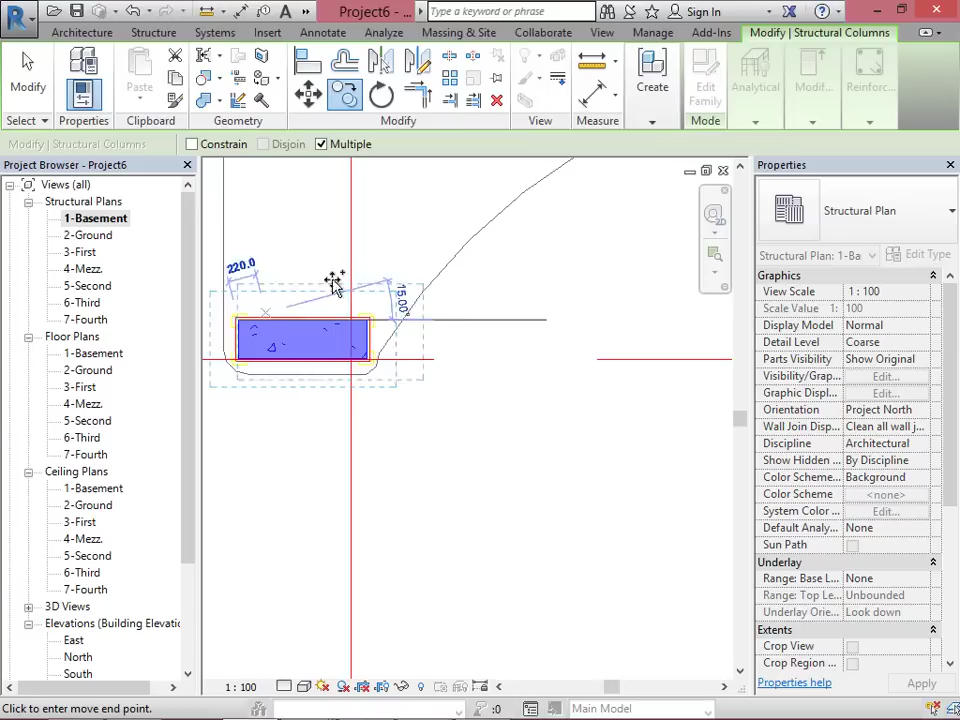 Project6 - ...
Type a keyword or phrase
Sign In
Architecture
Structure
Systems
Insert
Annotate
Analyze
Massing & Site
Collaborate
View
Manage
Add-Ins
Modify | Structural Columns
Modify
Properties
Paste
Create
Edit
Family
Analytical
Modif...
Reinforc...
Select
Properties
Clipboard
Geometry
Modify
View
Measure
Create
Mode
Modify | Structural Columns
Constrain
Disjoin
Multiple
Project Browser - Project6
Views (all)
Structural Plans
1-Basement
2-Ground
3-First
4-Mezz.
5-Second
6-Third
7-Fourth
Floor Plans
1-Basement
2-Ground
3-First
4-Mezz.
5-Second
6-Third
7-Fourth
Ceiling Plans
1-Basement
2-Ground
3-First
4-Mezz.
5-Second
6-Third
7-Fourth
3D Views
Elevations (Building Elevatio
East
North
South
220.0
15.00°
2D
Properties
Structural Plan
Structural Plan: 1-Ba
Edit Type
Graphics
View Scale 1 : 100
Scale Value 1: 100
Display Model Normal
Detail Level Coarse
Parts Visibility Show Original
Visibility/Grap... Edit...
Graphic Displ... Edit...
Orientation Project North
Wall Join Disp... Clean all wall j...
Discipline Architectural
Show Hidden ... By Discipline
Color Scheme... Background
Color Scheme <none>
System Color ... Edit...
Default Analy... None
Sun Path
Underlay
Range: Base L... None
Range: Top Le... Unbounded
Underlay Orie... Look down
Extents
Crop View
Crop Region ...
Properties help
Apply
1 : 100
Click to enter move end point.
:0
Main Model